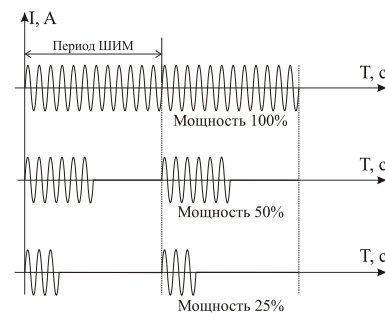 I, A
Период ШИМ
T, c
Мощность 100%
T, c
Мощность 50%
T, c
Мощность 25%